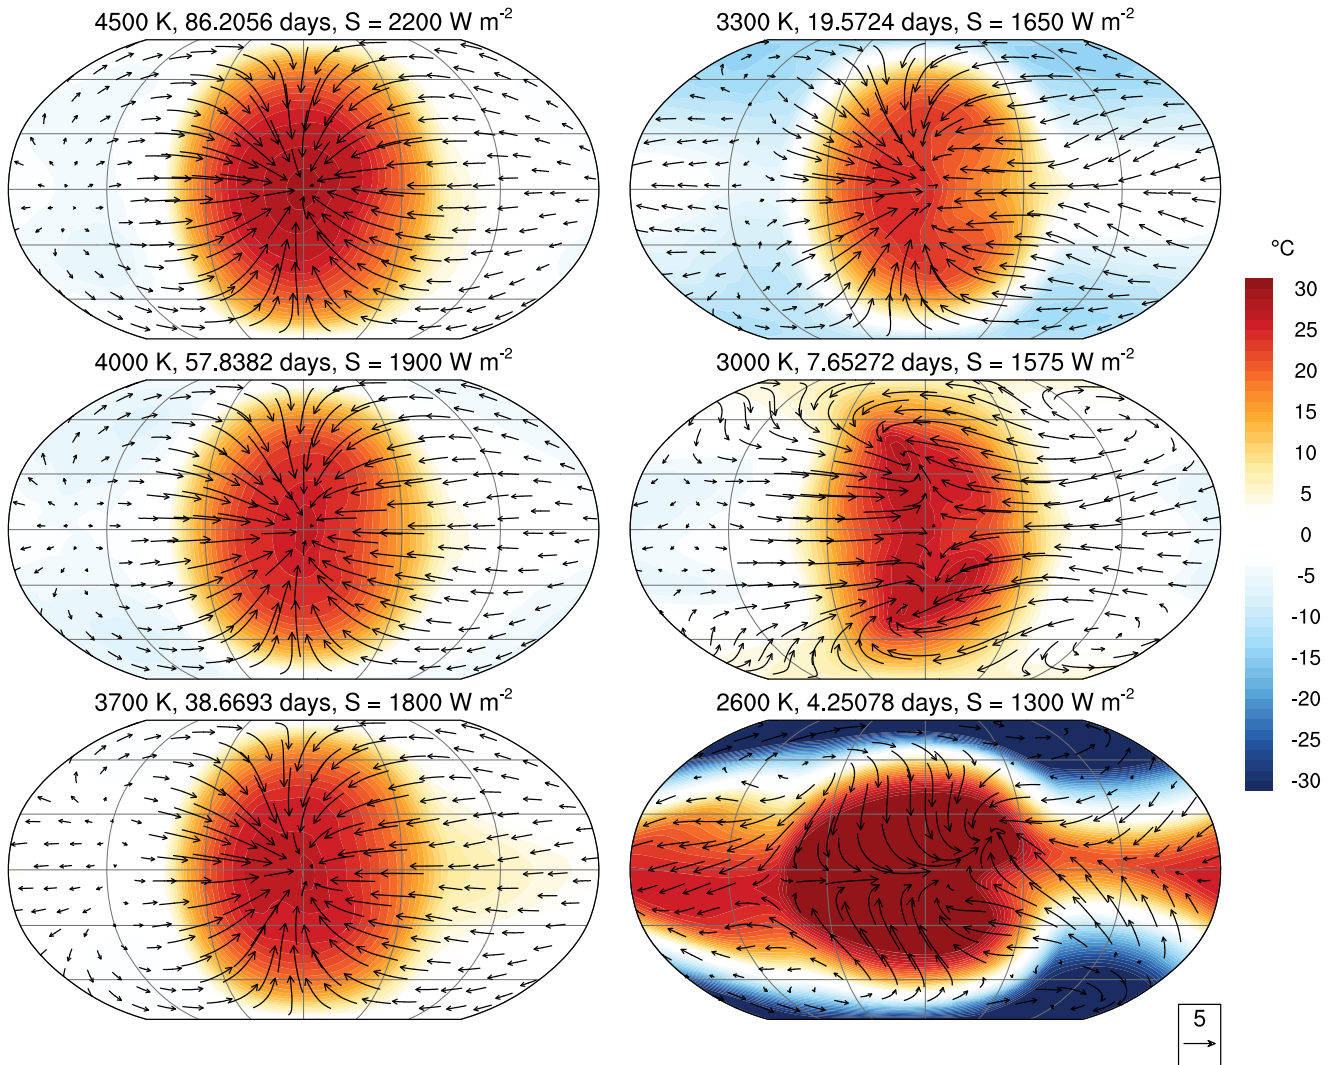 4500 K, 86.2056 days, S = 2200 W m-2
3300 K, 19.5724 days, S = 1650 W m-2
4000 K, 57.8382 days, S = 1900 W m-2
3000 K, 7.65272 days, S = 1575 W m-2
3700 K, 38.6693 days, S = 1800 W m-2
2600 K, 4.25078 days, S = 1300 W m-2
°C
30
25
20
15
10
5
0
-5
-10
-15
-20
-25
-30
5